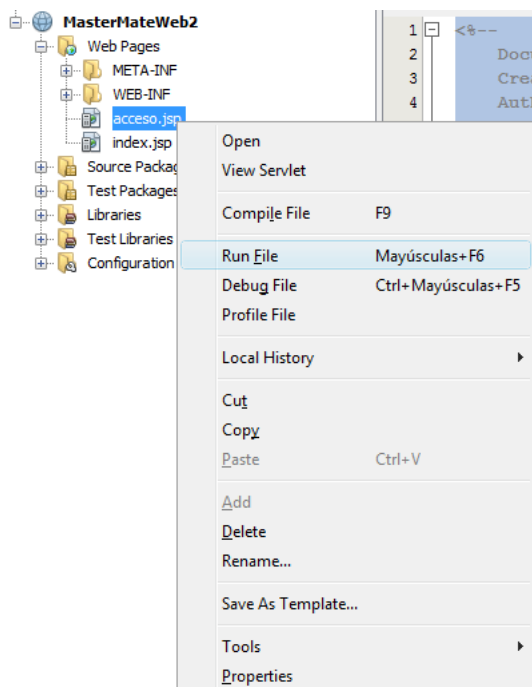 MasterMateWeb2
Web Pages
META-INF
WEB-INF
acceso.jsp
index.jsp
Source Packag
Test Packages
Libraries
Test Libraries
Configuration
1 <%--
2 Docu
3 Crea
4 Auth
Open
View Servlet
Compile File F9
Run File Mayúsculas+F6
Debug File Ctrl+Mayúsculas+F5
Profile File
Local History
Cut
Copy
Paste Ctrl+V
Add
Delete
Rename...
Save As Template...
Tools
Properties